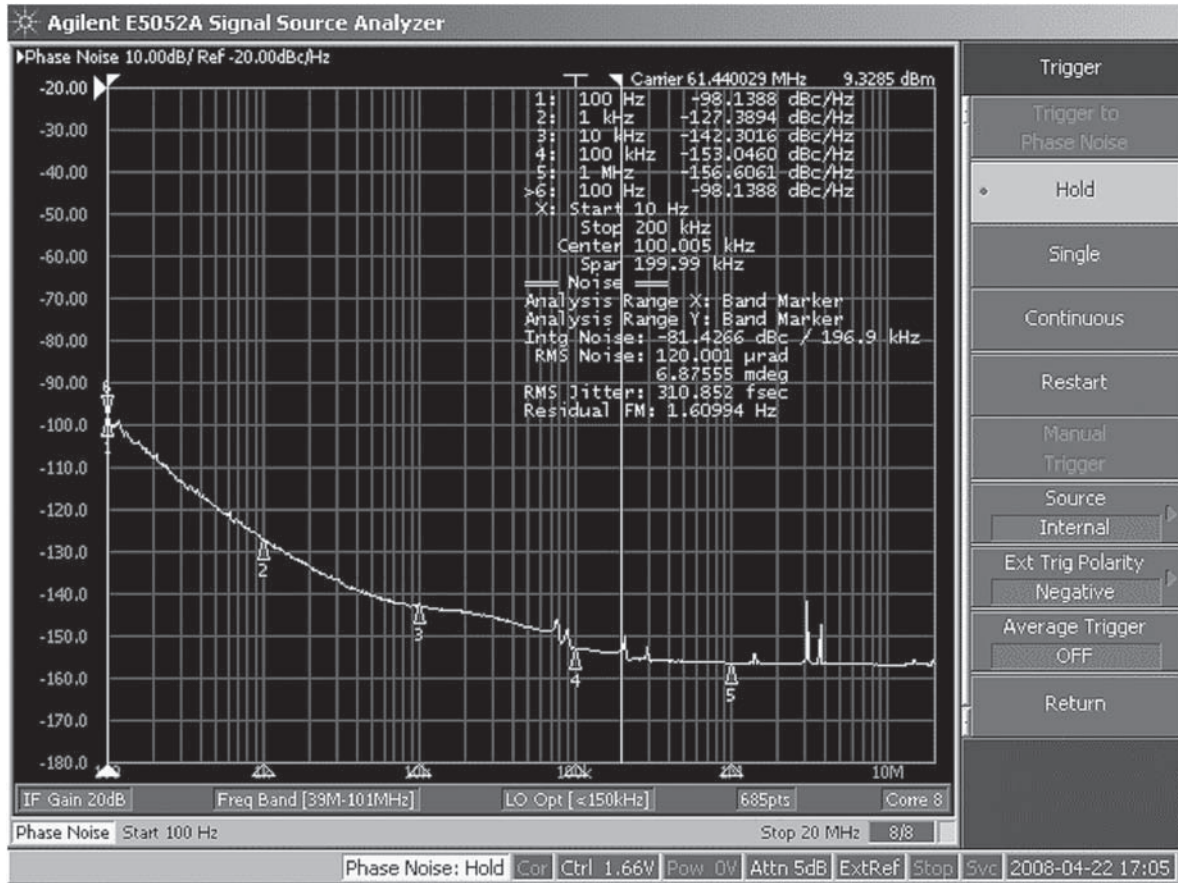 Agilent E5052A Signal Source Analyzer
Phase Noise 10.00dB/ Ref -20.00dBc/Hz
Carrier 61.440029 MHz 9.3285 dBm
1: 100 Hz -98.1388 dBc/Hz
2: 1 kHz -127.3894 dBc/Hz
3: 10 kHz -142.3016 dBc/Hz
4: 100 kHz -153.0460 dBc/Hz
5: 1 MHz -156.6061 dBc/Hz
>6: 100 Hz -98.1388 dBc/Hz
X: Start 10 Hz
Stop 200 kHz
Center 100.005 kHz
Span 199.99 kHz
Noise
Analysis Range X: Band Marker
Analysis Range Y: Band Marker
Intg Noise: -81.4266 dBc / 196.9 kHz
RMS Noise: 120.001 µrad
6.87555 mdeg
RMS Jitter: 310.852 fsec
Residual FM: 1.60994 Hz
-20.00
-30.00
-40.00
-50.00
-60.00
-70.00
-80.00
-90.00
-100.0
-110.0
-120.0
-130.0
-140.0
-150.0
-160.0
-170.0
-180.0
6
1
2
3
4
5
10k
100k
10M
IF Gain 20dB
Freq Band [39M-101MHz]
LO Opt [<150kHz]
685pts
Corre 8
Phase Noise Start 100 Hz
Stop 20 MHz 8/8
Trigger
Trigger to
Phase Noise
Hold
Single
Continuous
Restart
Manual
Trigger
Source
Internal
Ext Trig Polarity
Negative
Average Trigger
OFF
Return
Phase Noise: Hold Cor Ctrl 1.66V Pow 0V Attn 5dB ExtRef Stop Svc 2008-04-22 17:05